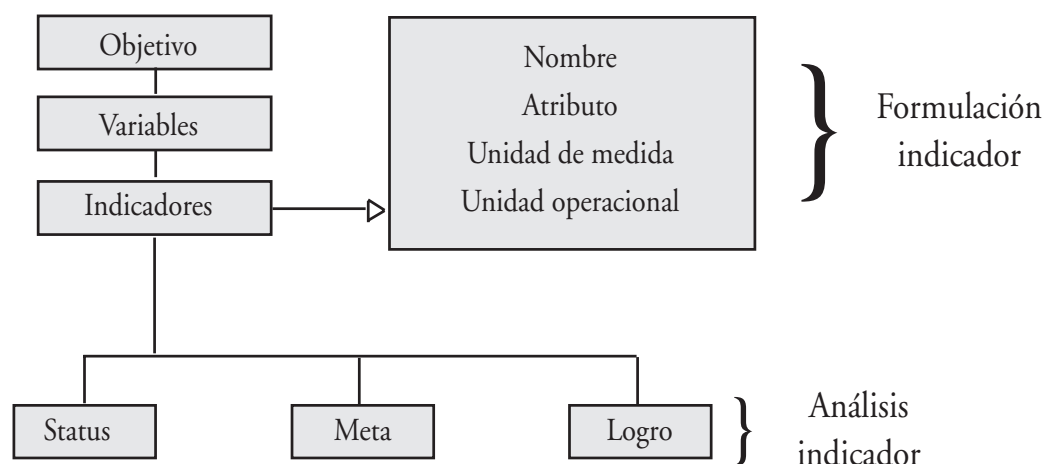 Objetivo
Variables
Indicadores
Nombre
Atributo
Unidad de medida
Unidad operacional
Formulación
indicador
Status
Meta
Logro
Análisis
indicador